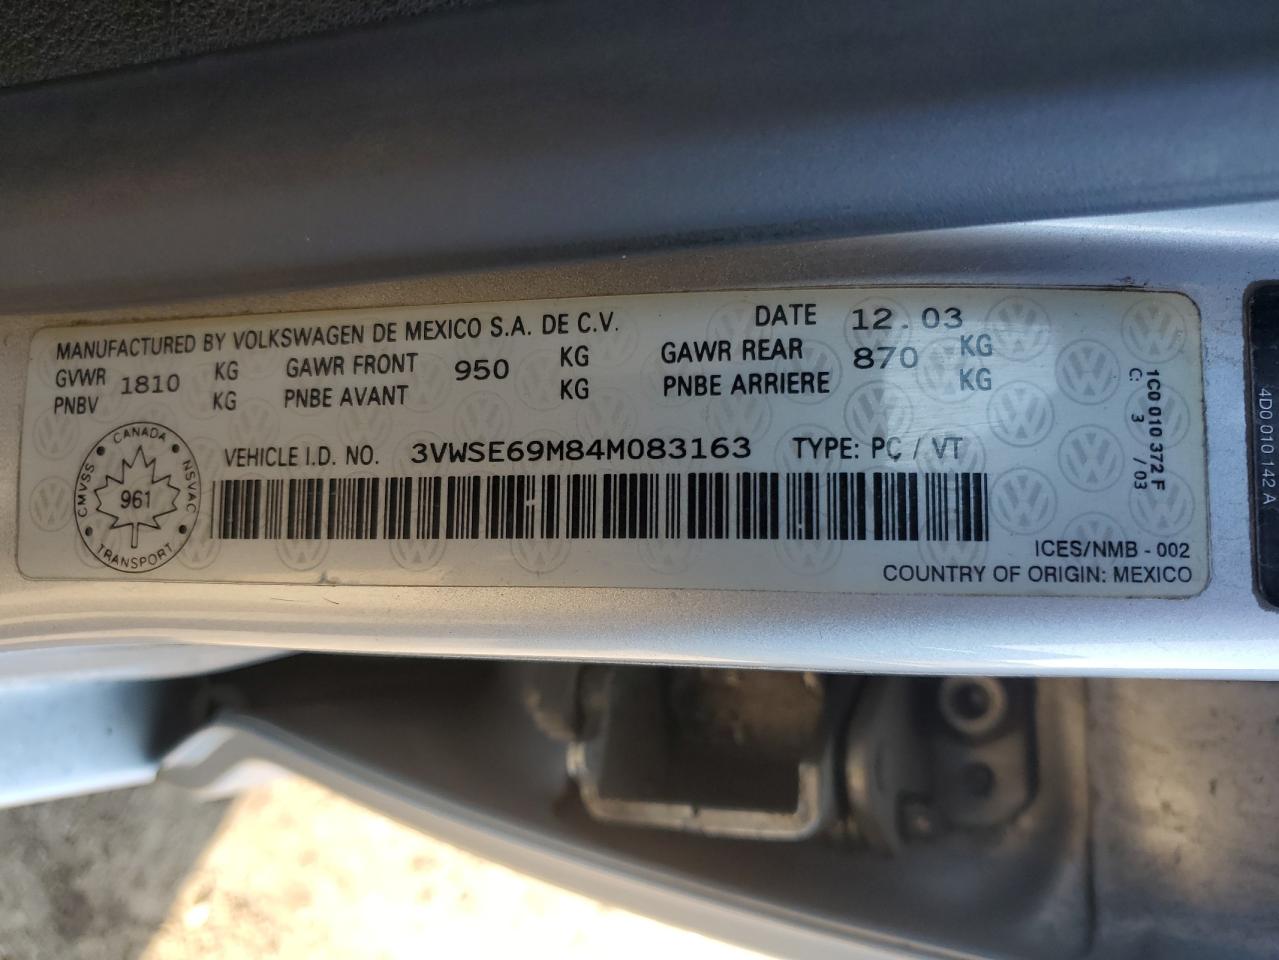 MANUFACTURED BY VOLKSWAGEN DE MEXICO S.A. DE C.V. DATE 12.03
GVWR 1810 KG GAWR FRONT 950 KG GAWR REAR 870 KG
PNBV KG PNBE AVANT KG PNBE ARRIERE KG
VEHICLE I.D. NO. 3VWSE69M84M083163 TYPE: PC / VT
CANADA
CMVSS 961 NSVAC
TRANSPORT
ICES/NMB - 002
COUNTRY OF ORIGIN: MEXICO
1C0 010 372 F
C: 3 /03
4D0 010 142 A